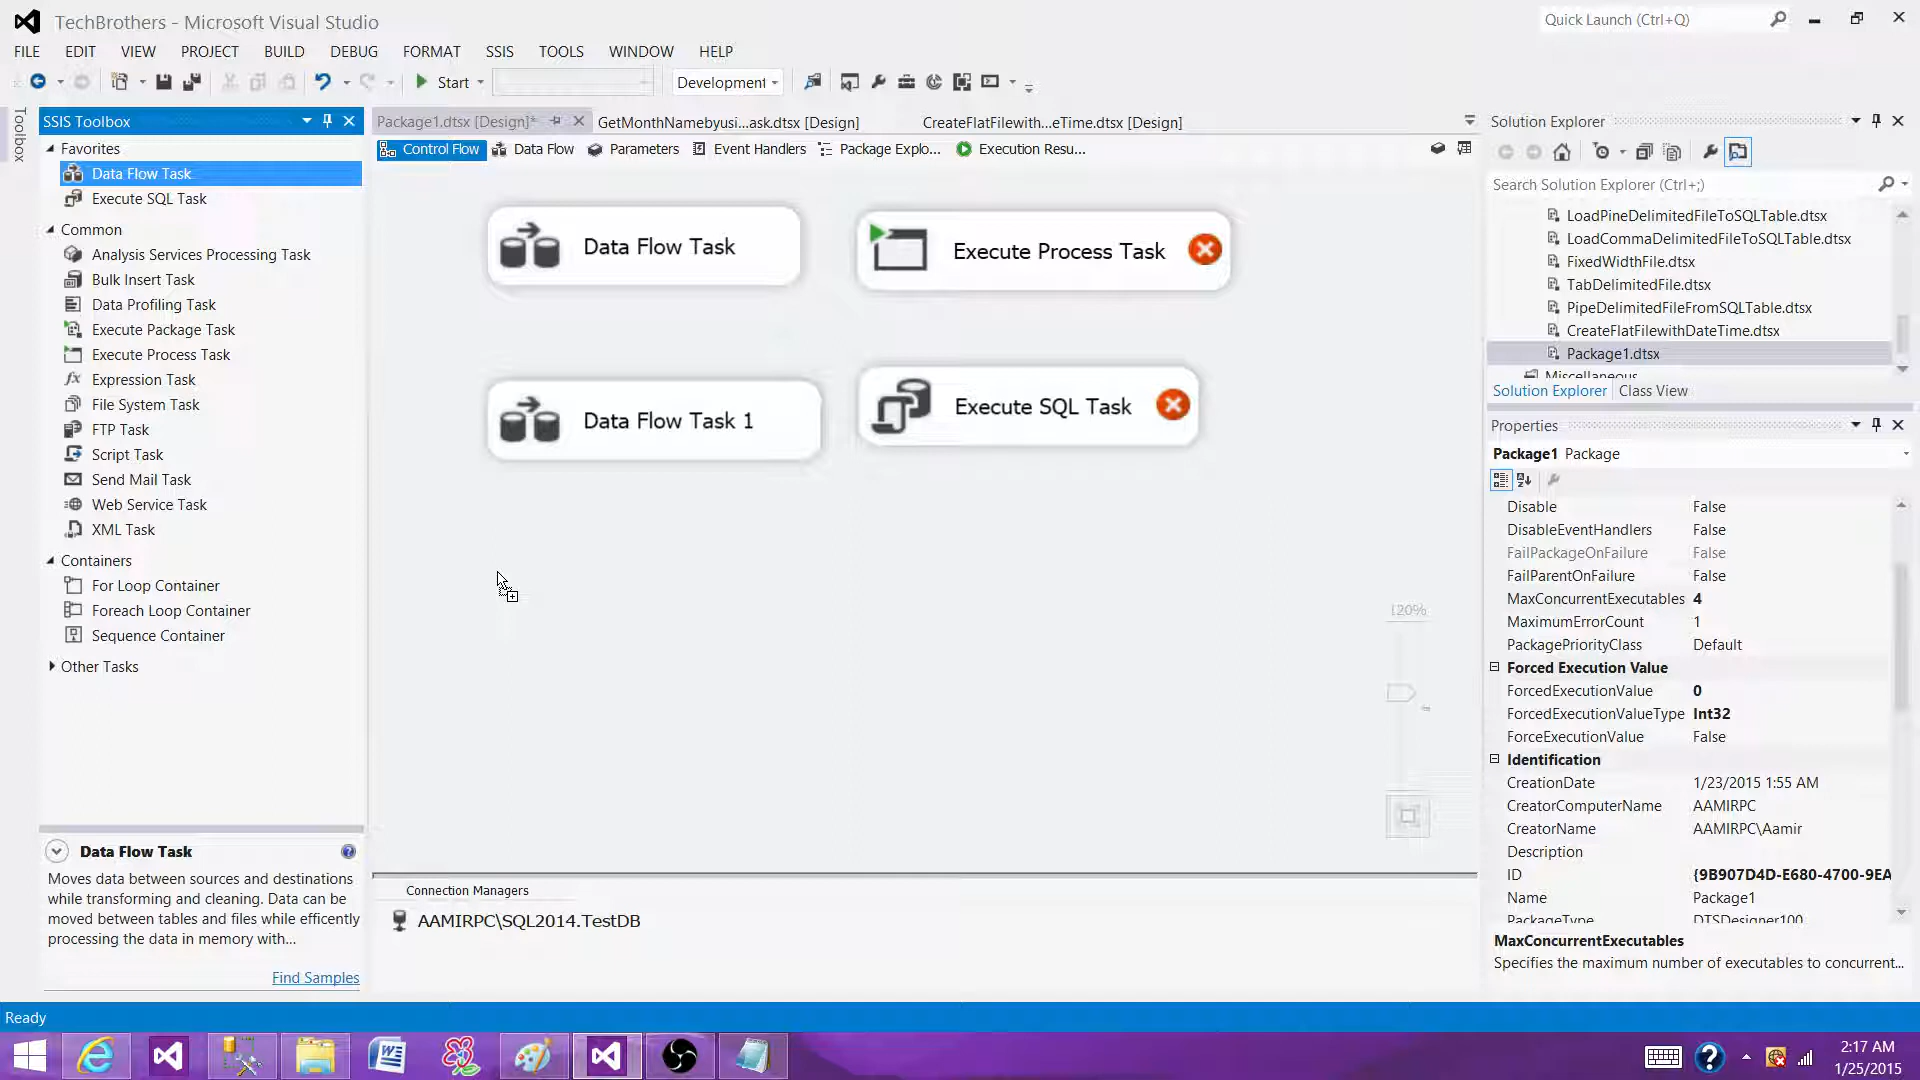 TechBrothers - Microsoft Visual Studio
Quick Launch (Ctrl+Q)
FILE EDIT VIEW PROJECT BUILD DEBUG FORMAT SSIS TOOLS WINDOW HELP
Start Development
Toolbox
SSIS Toolbox
Favorites
Data Flow Task
Execute SQL Task
Common
Analysis Services Processing Task
Bulk Insert Task
Data Profiling Task
Execute Package Task
Execute Process Task
Expression Task
File System Task
FTP Task
Script Task
Send Mail Task
Web Service Task
XML Task
Containers
For Loop Container
Foreach Loop Container
Sequence Container
Other Tasks
Data Flow Task
Moves data between sources and destinations
while transforming and cleaning. Data can be
moved between tables and files while efficently
processing the data in memory with...
Find Samples
Package1.dtsx [Design]* GetMonthNamebyusi...ask.dtsx [Design] CreateFlatFilewith...eTime.dtsx [Design]
Control Flow Data Flow Parameters Event Handlers Package Explo... Execution Resu...
Data Flow Task
Execute Process Task
Data Flow Task 1
Execute SQL Task
120%
Connection Managers
AAMIRPC\SQL2014.TestDB
Solution Explorer
Search Solution Explorer (Ctrl+;)
LoadPineDelimitedFileToSQLTable.dtsx
LoadCommaDelimitedFileToSQLTable.dtsx
FixedWidthFile.dtsx
TabDelimitedFile.dtsx
PipeDelimitedFileFromSQLTable.dtsx
CreateFlatFilewithDateTime.dtsx
Package1.dtsx
Miscellaneous
Solution Explorer Class View
Properties
Package1 Package
Disable False
DisableEventHandlers False
FailPackageOnFailure False
FailParentOnFailure False
MaxConcurrentExecutables 4
MaximumErrorCount 1
PackagePriorityClass Default
Forced Execution Value
ForcedExecutionValue 0
ForcedExecutionValueType Int32
ForceExecutionValue False
Identification
CreationDate 1/23/2015 1:55 AM
CreatorComputerName AAMIRPC
CreatorName AAMIRPC\Aamir
Description
ID {9B907D4D-E680-4700-9EA
Name Package1
PackageType DTSDesigner100
MaxConcurrentExecutables
Specifies the maximum number of executables to concurrent...
Ready
2:17 AM
1/25/2015